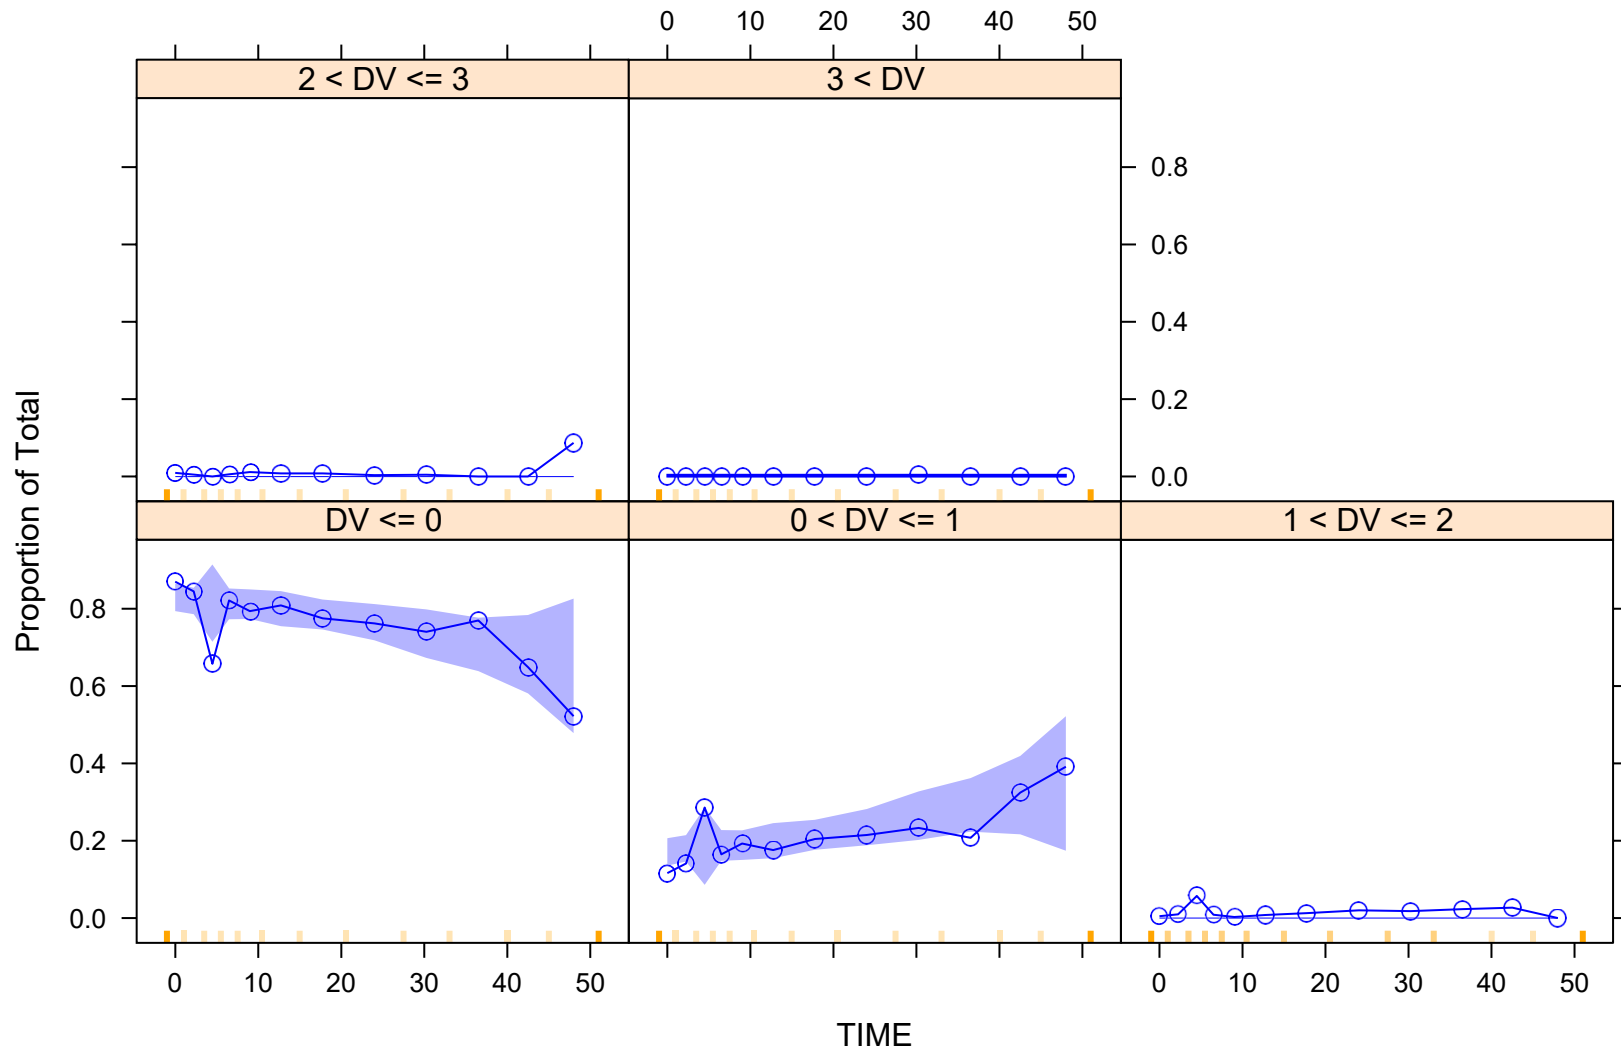 0 10 20 30 40 50
2 < DV <= 3 3 < DV
0.8
0.6
0.4
0.2
0.0
Proportion of Total
DV <= 0 0 < DV <= 1 1 < DV <= 2
0.8
0.6
0.4
0.2
0.0
0 10 20 30 40 50 0 10 20 30 40 50
TIME